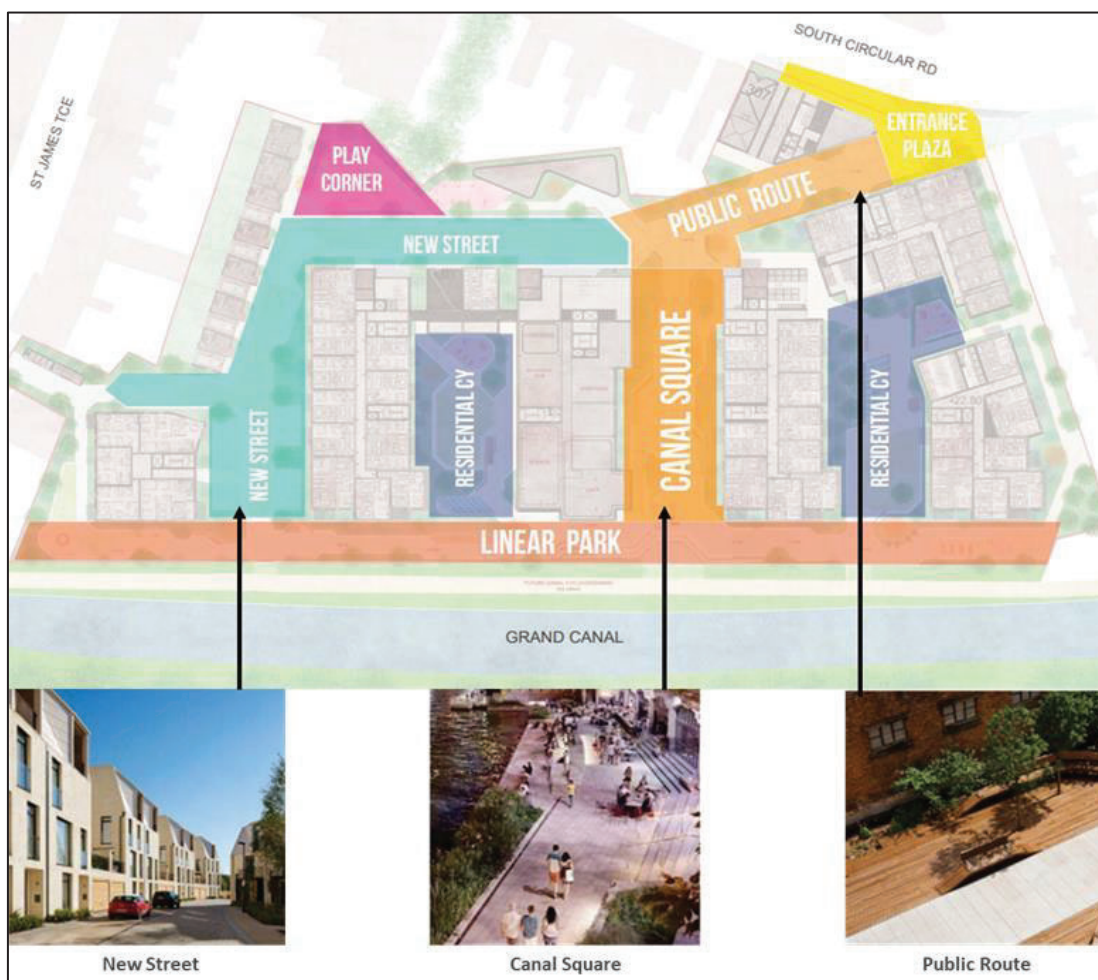 SOUTH CIRCULAR RD
ST JAMES TCE
307
ENTRANCE
PLAZA
PLAY
CORNER
PUBLIC ROUTE
NEW STREET
CANAL SQUARE
RESIDENTIAL CY
RESIDENTIAL CY
NEW STREET
LINEAR PARK
GRAND CANAL
New Street
Canal Square
Public Route